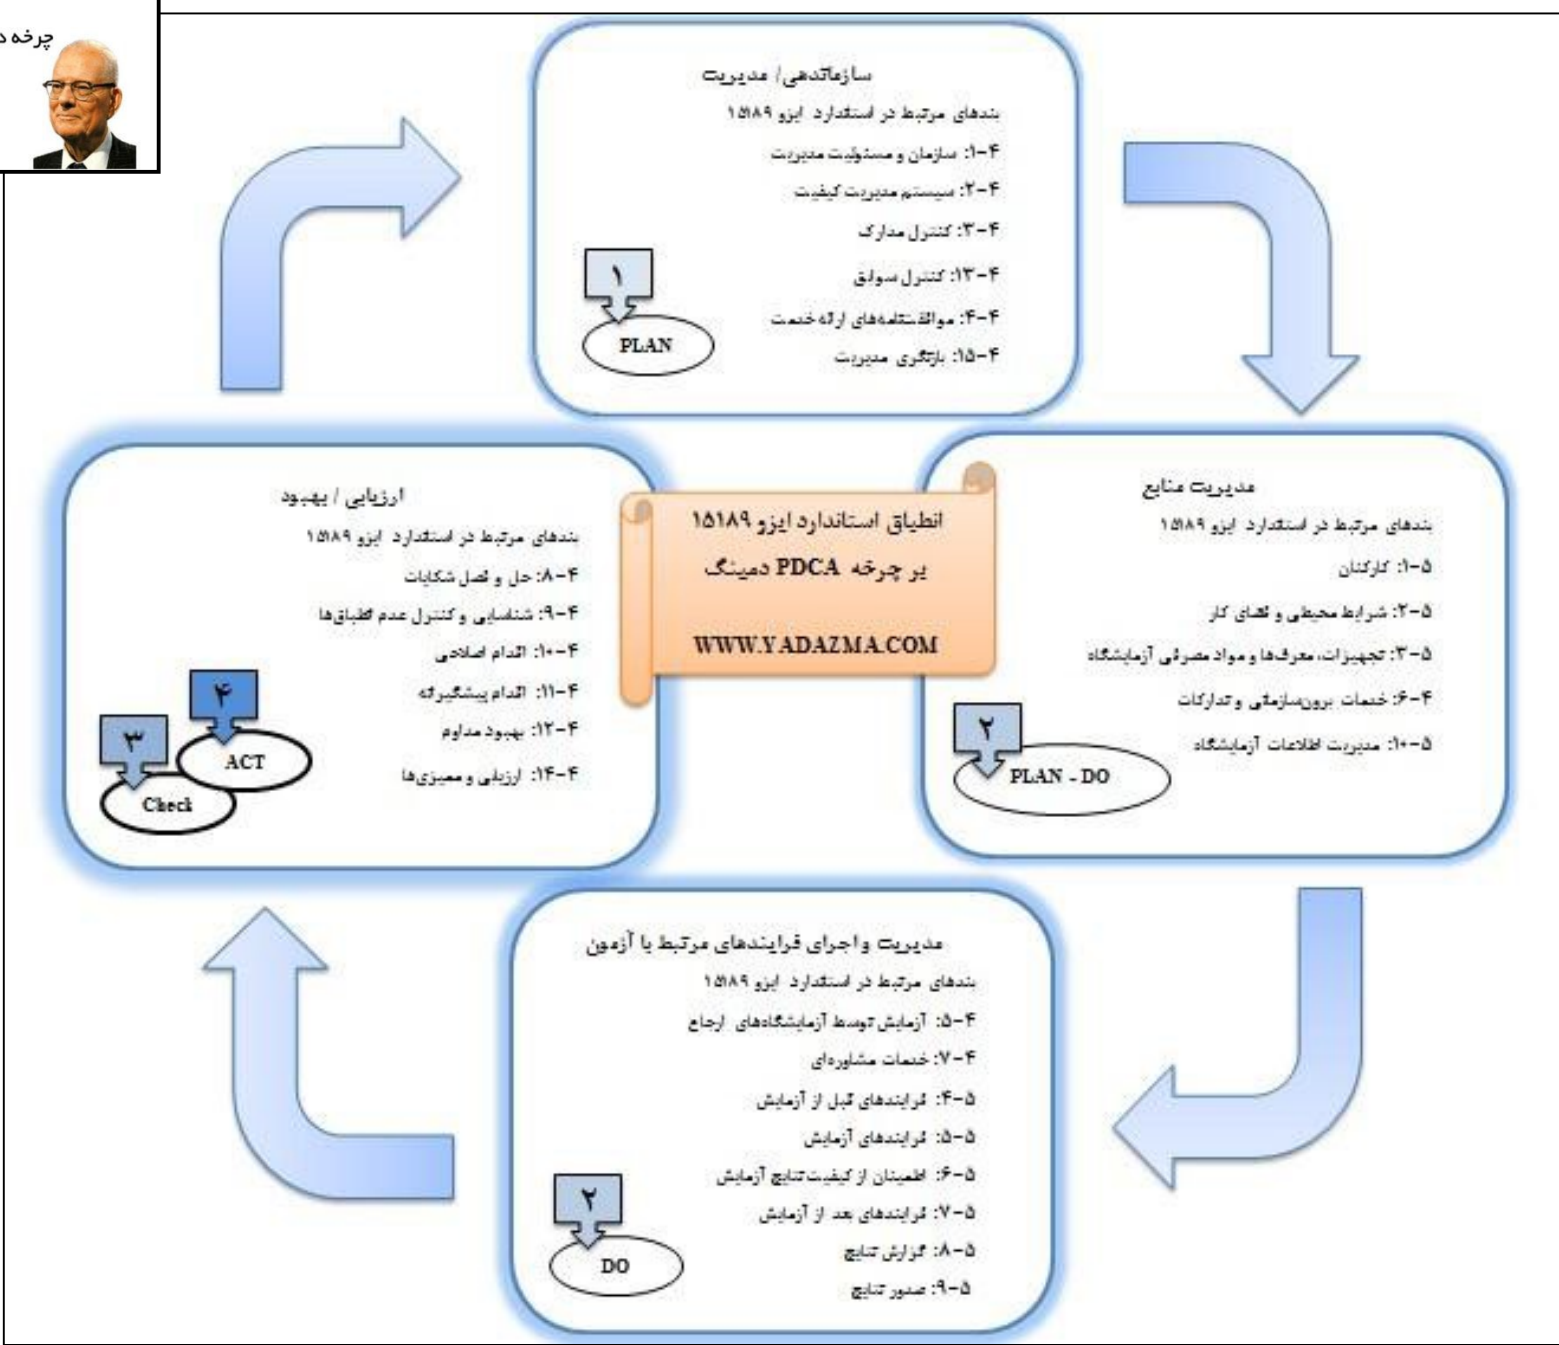 چرخه د
سازماندهی/ مدیریت
بندهای مرتبط در استاندارد ایزو ۱۵۱۸۹
۴-۱: سازمان و مسئولیت مدیریت
۴-۲: سیستم مدیریت کیفیت
۴-۳: کنترل مدارک
۴-۱۳: کنترل سوابق
۴-۴: موافقتنامه‌های ارائه خدمت
۴-۱۵: بازنگری مدیریت
۱
PLAN
مدیریت منابع
بندهای مرتبط در استاندارد ایزو ۱۵۱۸۹
۵-۱: کارکنان
۵-۲: شرایط محیطی و فضای کار
۵-۳: تجهیزات، معرف‌ها و مواد مصرفی آزمایشگاه
۴-۶: خدمات برون‌سازمانی و تدارکات
۵-۱۰: مدیریت اطلاعات آزمایشگاه
۲
PLAN - DO
انطباق استاندارد ایزو ۱۵۱۸۹
بر چرخه PDCA دمینگ
WWW.YADAZMA.COM
مدیریت و اجرای فرایندهای مرتبط با آزمون
بندهای مرتبط در استاندارد ایزو ۱۵۱۸۹
۴-۵: آزمایش توسط آزمایشگاه‌های ارجاع
۴-۷: خدمات مشاوره‌ای
۵-۴: فرایندهای قبل از آزمایش
۵-۵: فرایندهای آزمایش
۵-۶: اطمینان از کیفیت نتایج آزمایش
۵-۷: فرایندهای بعد از آزمایش
۵-۸: گزارش نتایج
۵-۹: صدور نتایج
۲
DO
ارزیابی / بهبود
بندهای مرتبط در استاندارد ایزو ۱۵۱۸۹
۴-۸: حل و فصل شکایات
۴-۹: شناسایی و کنترل عدم انطباق‌ها
۴-۱۰: اقدام اصلاحی
۴-۱۱: اقدام پیشگیرانه
۴-۱۲: بهبود مداوم
۴-۱۴: ارزیابی و ممیزی‌ها
۳
Check
۴
ACT